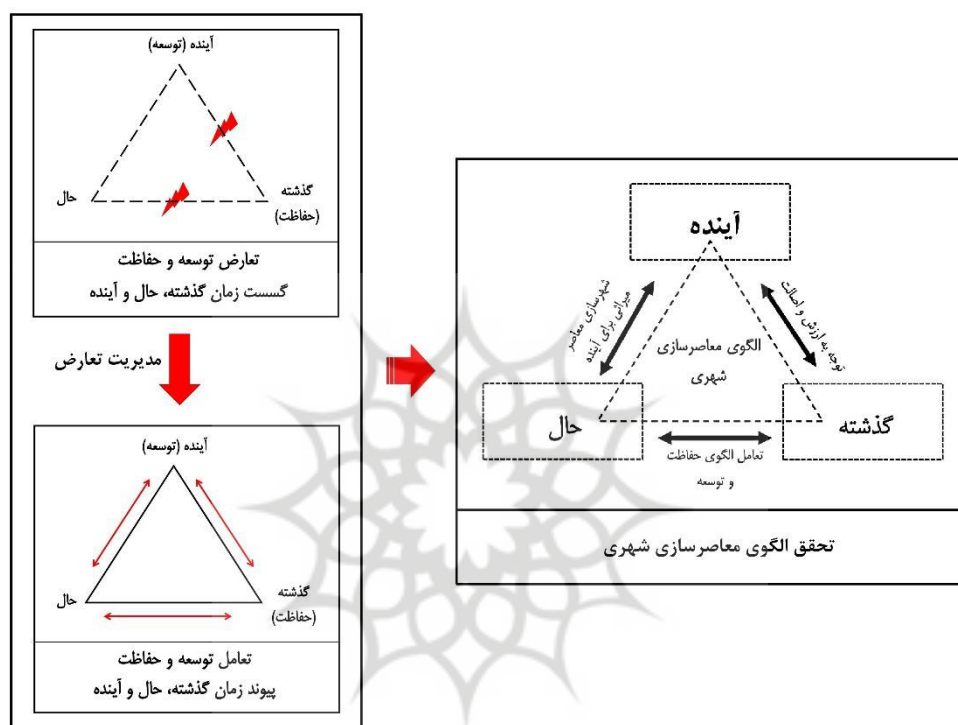 آینده (توسعه)
گذشته
(حفاظت)
حال
تعارض توسعه و حفاظت
گسست زمان گذشته، حال و آینده
مدیریت تعارض
آینده (توسعه)
گذشته
(حفاظت)
حال
تعامل توسعه و حفاظت
پیوند زمان گذشته، حال و آینده
آینده
توجه به ارزش و اصالت
شهرسازی معاصر
میراثی برای آینده
الگوی معاصرسازی
شهری
گذشته
حال
تعامل الگوی حفاظت
و توسعه
تحقق الگوی معاصرسازی شهری